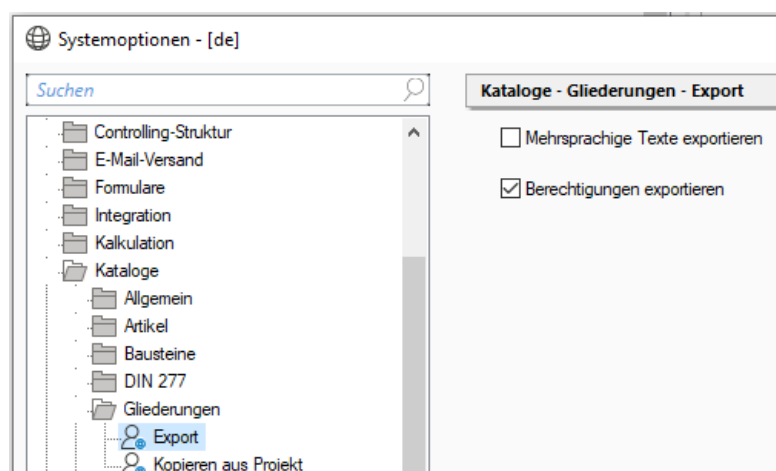 Systemoptionen - [de]
Suchen
Controlling-Struktur
E-Mail-Versand
Formulare
Integration
Kalkulation
Kataloge
Allgemein
Artikel
Bausteine
DIN 277
Gliederungen
Export
Kopieren aus Projekt
Kataloge - Gliederungen - Export
Mehrsprachige Texte exportieren
Berechtigungen exportieren